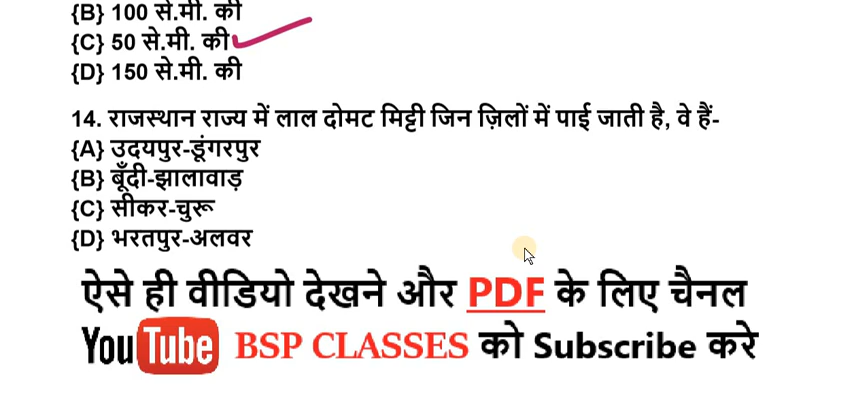 {B} 100 से.मी. की
{C} 50 से.मी. की
{D} 150 से.मी. की
14. राजस्थान राज्य में लाल दोमट मिट्टी जिन ज़िलों में पाई जाती है, वे हैं-
{A} उदयपुर-डूंगरपुर
{B} बूँदी-झालावाड़
{C} सीकर-चुरू
{D} भरतपुर-अलवर
ऐसे ही वीडियो देखने और PDF के लिए चैनल
YouTube BSP CLASSES को Subscribe करे